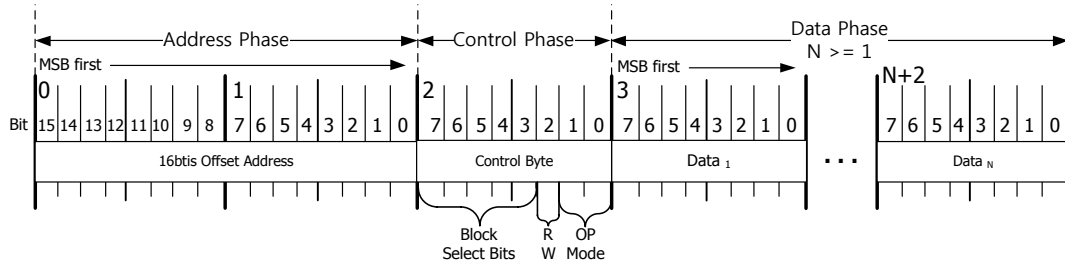 Address Phase Control Phase Data Phase
N >= 1
MSB first MSB first
0 1 2 3 N+2
Bit 15 14 13 12 11 10 9 8 7 6 5 4 3 2 1 0 7 6 5 4 3 2 1 0 7 6 5 4 3 2 1 0 7 6 5 4 3 2 1 0
16btis Offset Address Control Byte Data 1 ... Data N
Block R OP
Select Bits W Mode